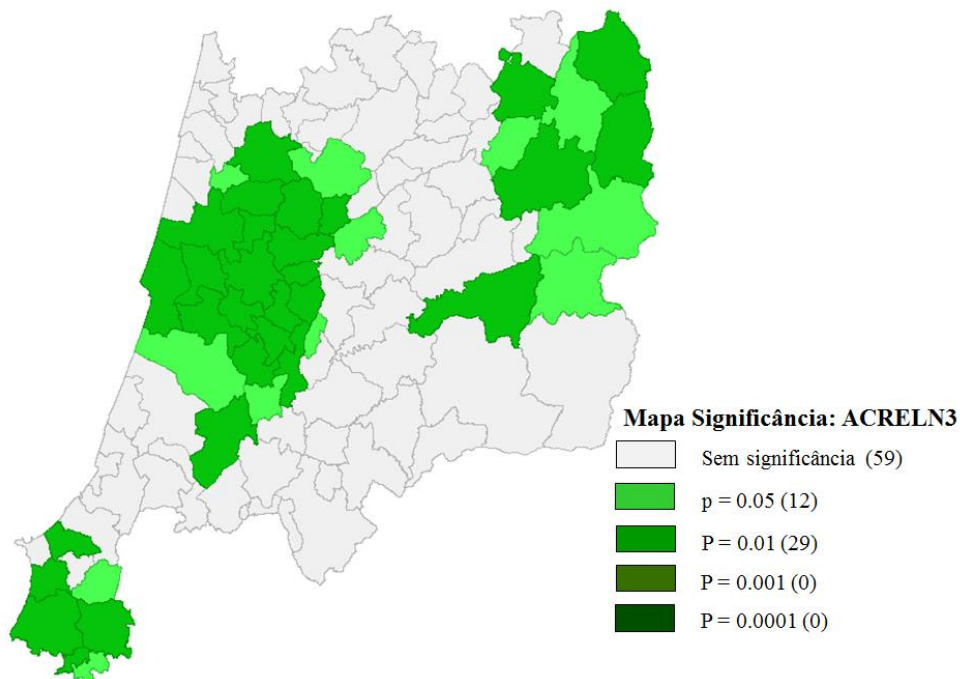 Mapa Significância: ACRELN3
Sem significância (59)
p = 0.05 (12)
P = 0.01 (29)
P = 0.001 (0)
P = 0.0001 (0)